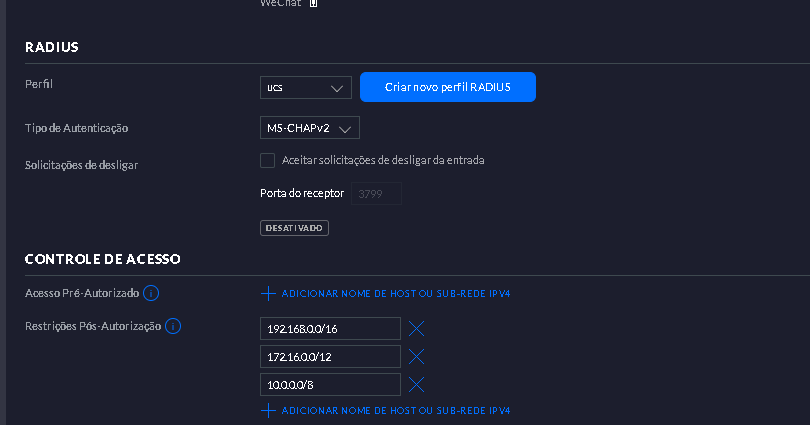 WeChat
RADIUS
Perfil
ucs
Criar novo perfil RADIUS
Tipo de Autenticação
MS-CHAPv2
Solicitações de desligar
Aceitar solicitações de desligar da entrada
Porta do receptor 3799
DESATIVADO
CONTROLE DE ACESSO
Acesso Pré-Autorizado
ADICIONAR NOME DE HOST OU SUB-REDE IPV4
Restrições Pós-Autorização
192.168.0.0/16
172.16.0.0/12
10.0.0.0/8
ADICIONAR NOME DE HOST OU SUB-REDE IPV4